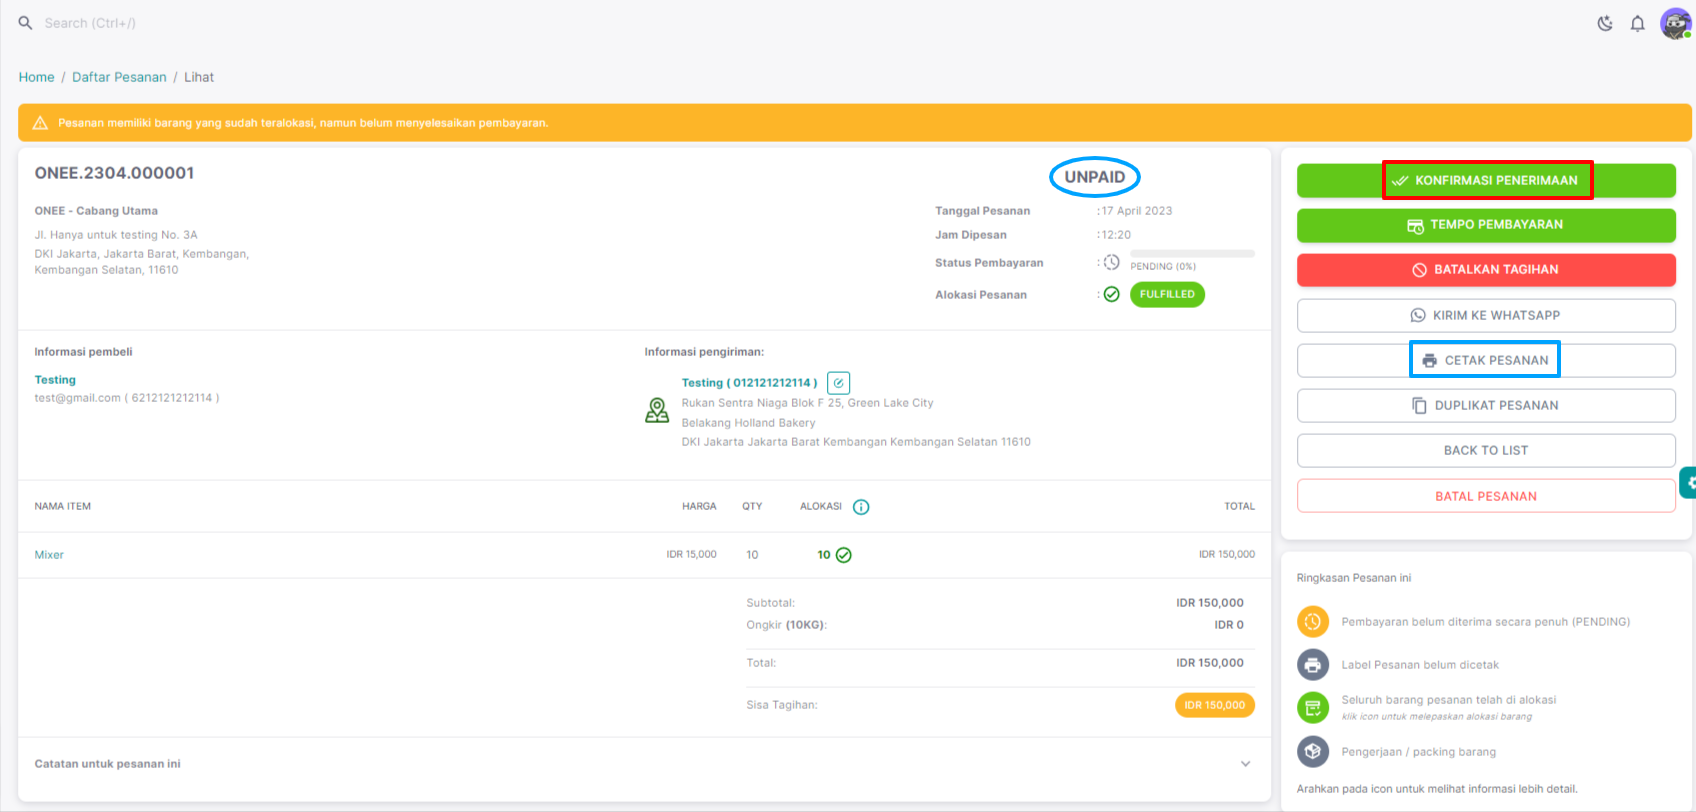 Search (Ctrl+/)
Home / Daftar Pesanan / Lihat
Pesanan memiliki barang yang sudah teralokasi, namun belum menyelesaikan pembayaran.
ONEE.2304.000001
UNPAID
ONEE - Cabang Utama
Jl. Hanya untuk testing No. 3A
DKI Jakarta, Jakarta Barat, Kembangan,
Kembangan Selatan, 11610
Tanggal Pesanan : 17 April 2023
Jam Dipesan : 12:20
Status Pembayaran : PENDING (0%)
Alokasi Pesanan : FULFILLED
Informasi pembeli
Testing
test@gmail.com ( 6212121212114 )
Informasi pengiriman:
Testing ( 012121212114 )
Rukan Sentra Niaga Blok F 25, Green Lake City
Belakang Holland Bakery
DKI Jakarta Jakarta Barat Kembangan Kembangan Selatan 11610
NAMA ITEM HARGA QTY ALOKASI TOTAL
Mixer IDR 15,000 10 10 IDR 150,000
Subtotal: IDR 150,000
Ongkir (10KG): IDR 0
Total: IDR 150,000
Sisa Tagihan: IDR 150,000
Catatan untuk pesanan ini
KONFIRMASI PENERIMAAN
TEMPO PEMBAYARAN
BATALKAN TAGIHAN
KIRIM KE WHATSAPP
CETAK PESANAN
DUPLIKAT PESANAN
BACK TO LIST
BATAL PESANAN
Ringkasan Pesanan ini
Pembayaran belum diterima secara penuh (PENDING)
Label Pesanan belum dicetak
Seluruh barang pesanan telah di alokasi
klik icon untuk melepaskan alokasi barang
Pengerjaan / packing barang
Arahkan pada icon untuk melihat informasi lebih detail.